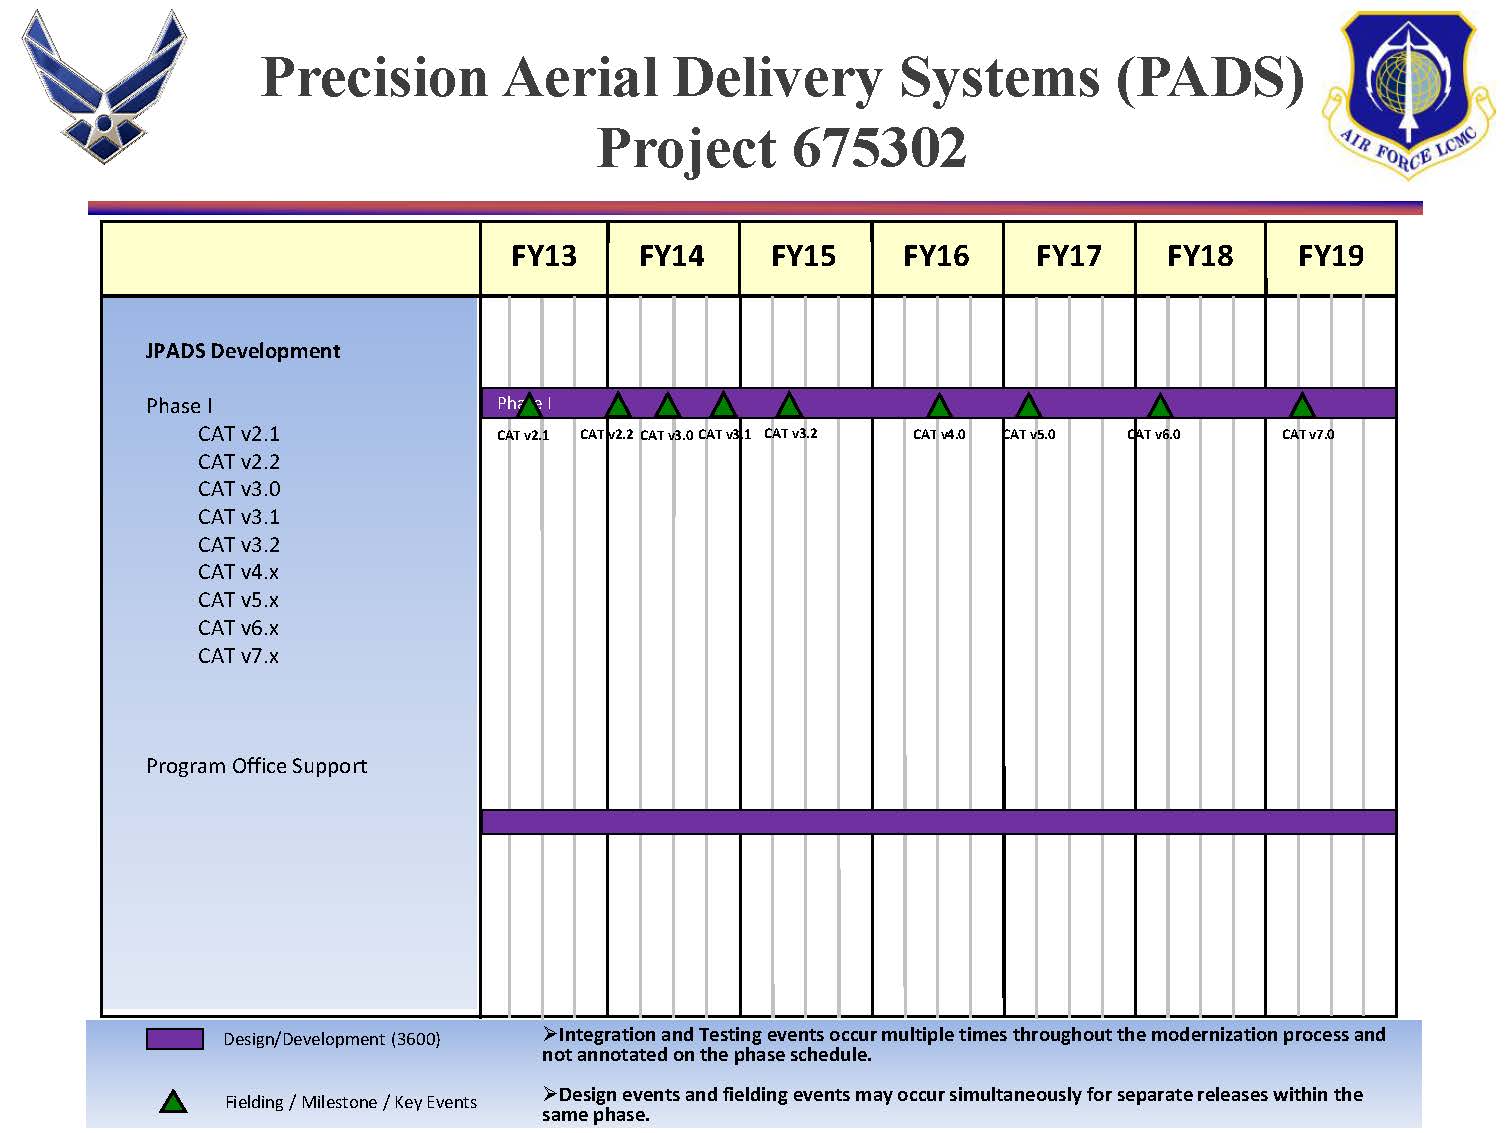 Precision Aerial Delivery Systems (PADS)
Project 675302
AIR FORCE LCMC
FY13 FY14 FY15 FY16 FY17 FY18 FY19
JPADS Development
Phase I
Phase I
CAT v2.1 CAT v2.2 CAT v3.0 CAT v3.1 CAT v3.2 CAT v4.0 CAT v5.0 CAT v6.0 CAT v7.0
CAT v2.1
CAT v2.2
CAT v3.0
CAT v3.1
CAT v3.2
CAT v4.x
CAT v5.x
CAT v6.x
CAT v7.x
Program Office Support
Design/Development (3600)
Fielding / Milestone / Key Events
➢Integration and Testing events occur multiple times throughout the modernization process and
not annotated on the phase schedule.
➢Design events and fielding events may occur simultaneously for separate releases within the
same phase.